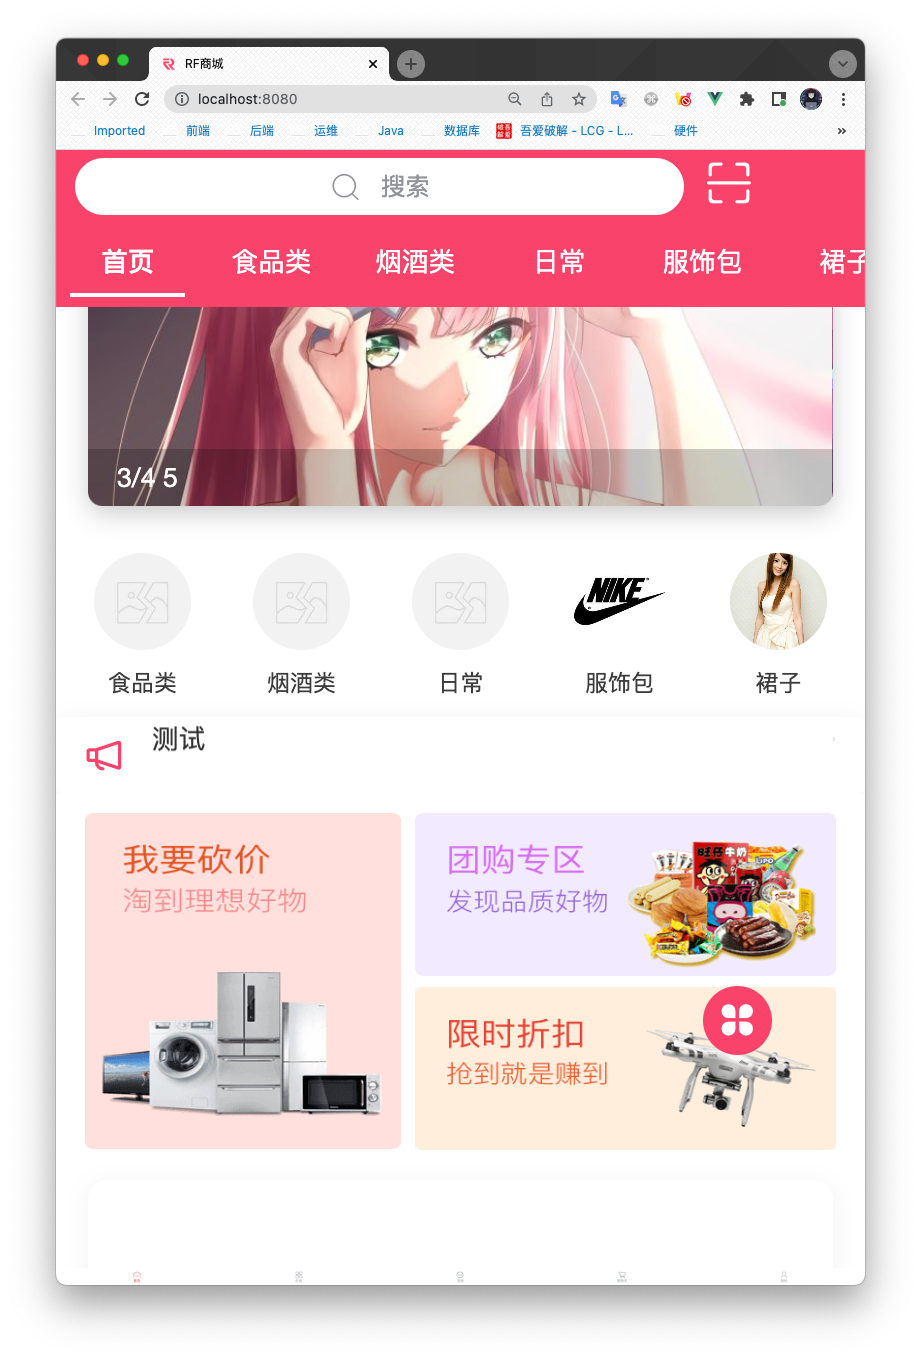 RF商城
localhost:8080
Imported 前端 后端 运维 Java 数据库 吾爱破解 - LCG - L... 硬件
搜索
首页 食品类 烟酒类 日常 服饰包 裙子
3/4 5
NIKE
食品类 烟酒类 日常 服饰包 裙子
测试
我要砍价
淘到理想好物
团购专区
发现品质好物
旺仔牛奶
限时折扣
抢到就是赚到